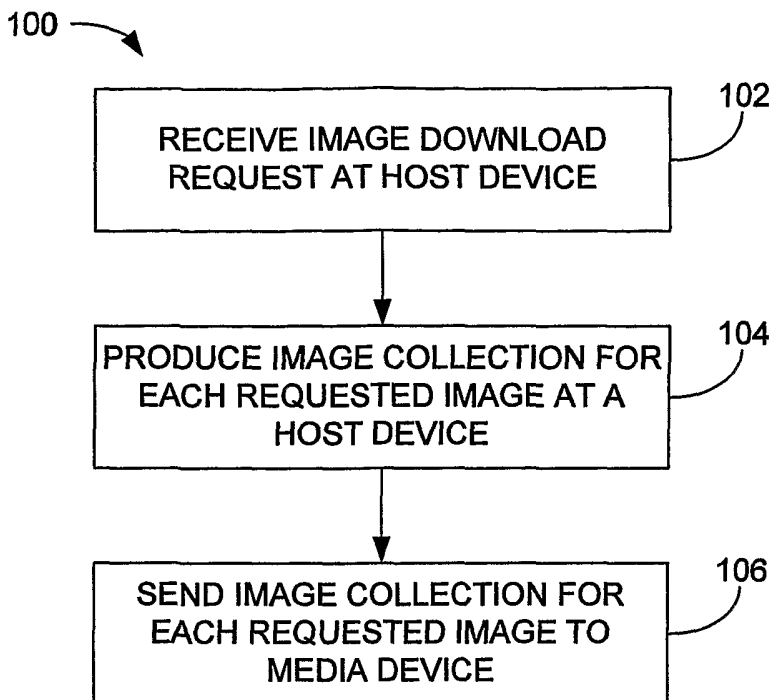 100
102
RECEIVE IMAGE DOWNLOAD
REQUEST AT HOST DEVICE
104
PRODUCE IMAGE COLLECTION FOR
EACH REQUESTED IMAGE AT A
HOST DEVICE
106
SEND IMAGE COLLECTION FOR
EACH REQUESTED IMAGE TO
MEDIA DEVICE